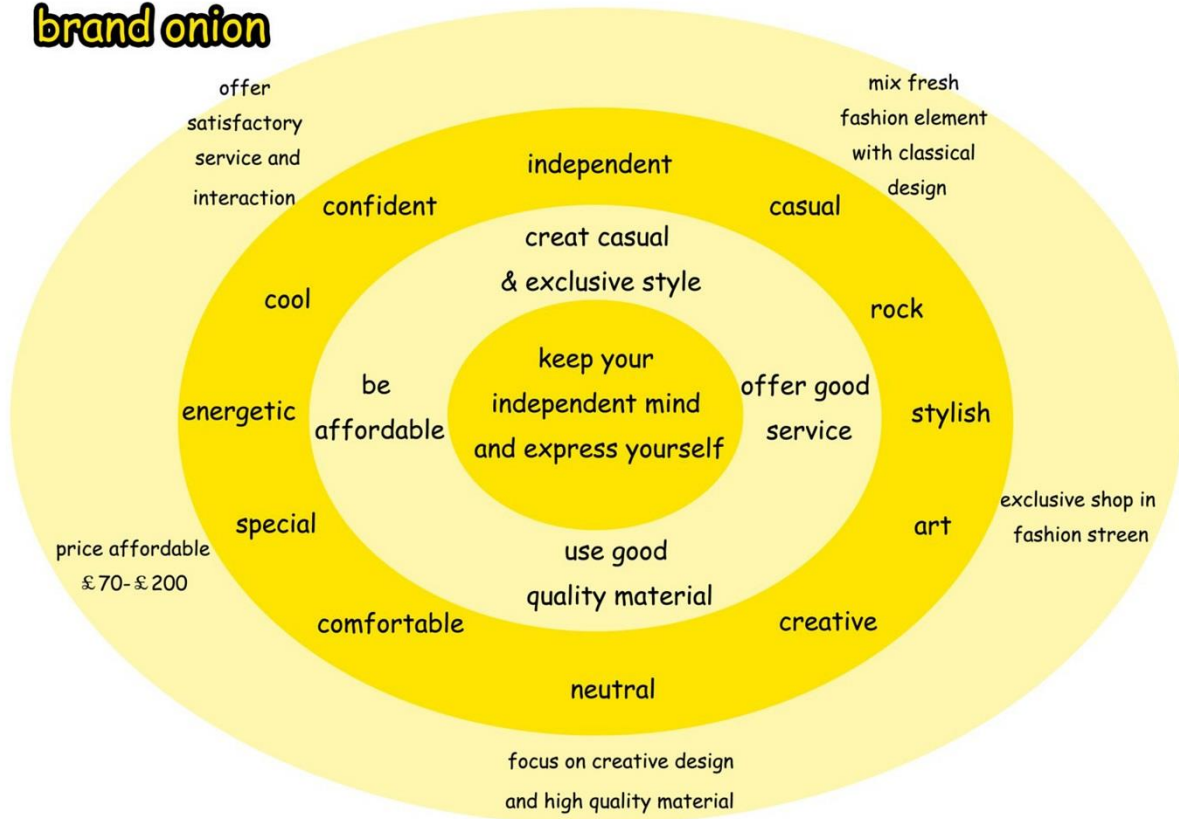 brand onion
offer
satisfactory
service and
interaction
mix fresh
fashion element
with classical
design
independent
confident
casual
cool
rock
energetic
stylish
special
art
comfortable
creative
neutral
creat casual
& exclusive style
be
affordable
keep your
independent mind
and express yourself
offer good
service
use good
quality material
exclusive shop in
fashion streen
price affordable
£70-£200
focus on creative design
and high quality material